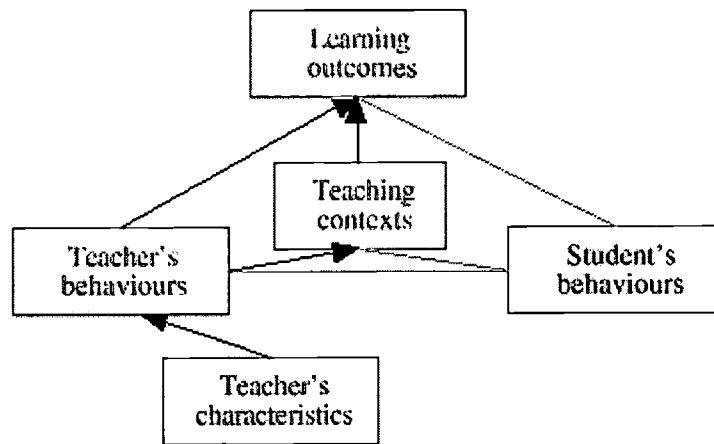 Learning
outcomes
Teaching
contexts
Teacher's
behaviours
Student's
behaviours
Teacher's
characteristics